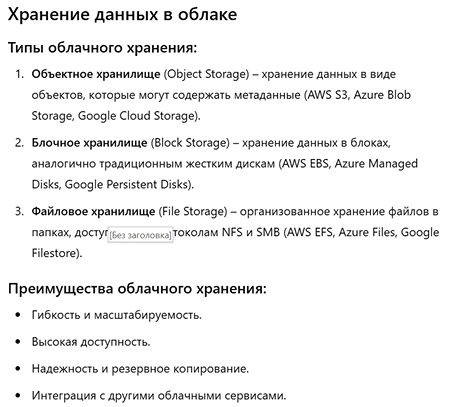 Хранение данных в облаке
Типы облачного хранения:
1. Объектное хранилище (Object Storage) – хранение данных в виде
объектов, которые могут содержать метаданные (AWS S3, Azure Blob
Storage, Google Cloud Storage).
2. Блочное хранилище (Block Storage) – хранение данных в блоках,
аналогично традиционным жестким дискам (AWS EBS, Azure Managed
Disks, Google Persistent Disks).
3. Файловое хранилище (File Storage) – организованное хранение файлов в
папках, [Без заголовка] NFS и SMB (AWS EFS, Azure Files, Google
Filestore).
Преимущества облачного хранения:
• Гибкость и масштабируемость.
• Высокая доступность.
• Надежность и резервное копирование.
• Интеграция с другими облачными сервисами.